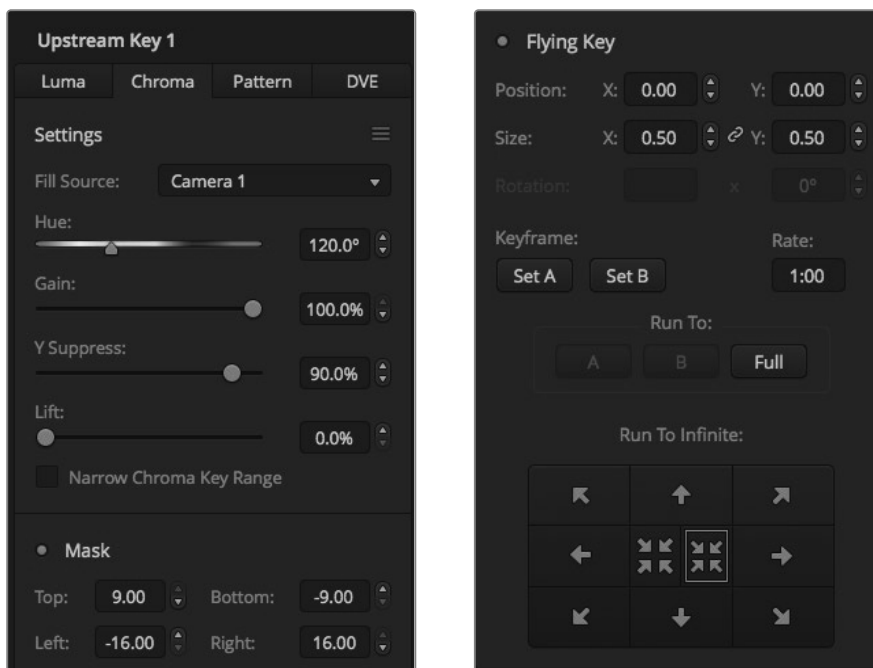 Upstream Key 1
Luma Chroma Pattern DVE
Settings
Fill Source: Camera 1
Hue:
120.0°
Gain:
100.0%
Y Suppress:
90.0%
Lift:
0.0%
Narrow Chroma Key Range
Mask
Top: 9.00 Bottom: -9.00
Left: -16.00 Right: 16.00
Flying Key
Position: X: 0.00 Y: 0.00
Size: X: 0.50 Y: 0.50
Rotation: x 0°
Keyframe: Rate:
Set A Set B 1:00
Run To:
A B Full
Run To Infinite: